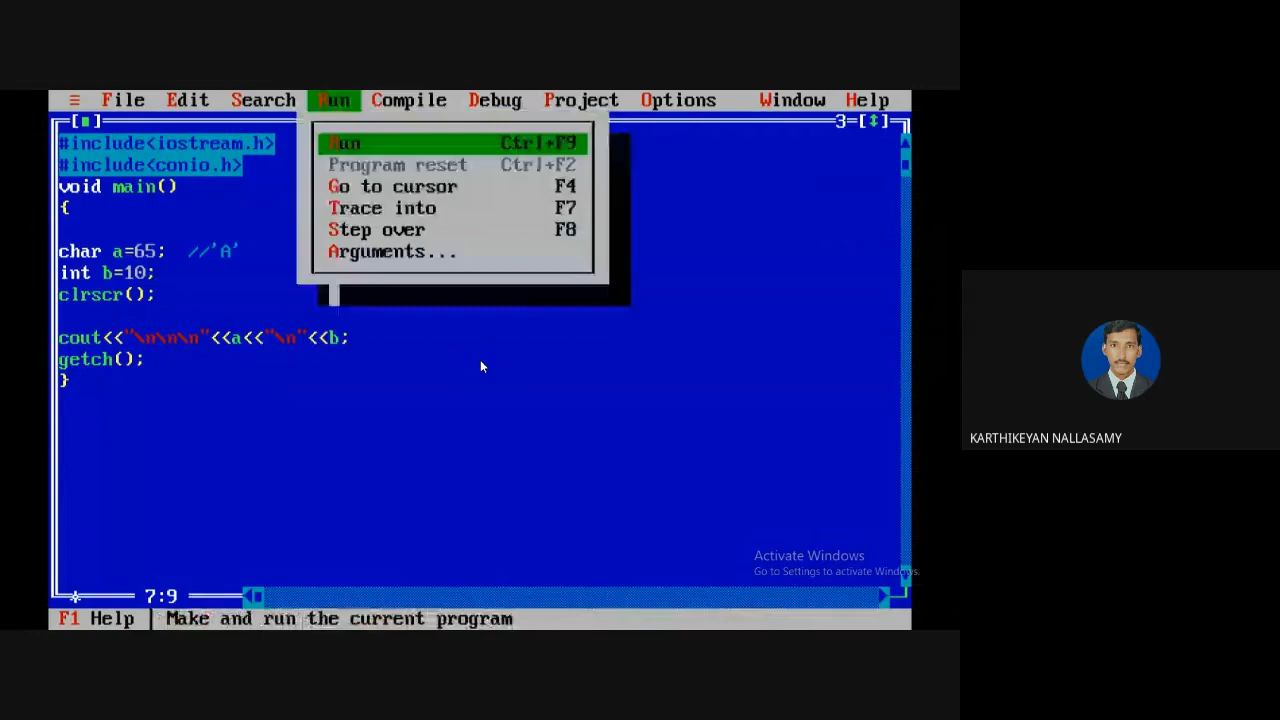 ≡ File Edit Search Run Compile Debug Project Options Window Help
[■] 3=[↕]
#include<iostream.h>
#include<conio.h>
void main()
{
char a=65; //'A'
int b=10;
clrscr();
cout<<"\n\n\n"<<a<<"\n"<<b;
getch();
}
Run Ctrl+F9
Program reset Ctrl+F2
Go to cursor F4
Trace into F7
Step over F8
Arguments...
Activate Windows
Go to Settings to activate Windows.
7:9
F1 Help | Make and run the current program
KARTHIKEYAN NALLASAMY